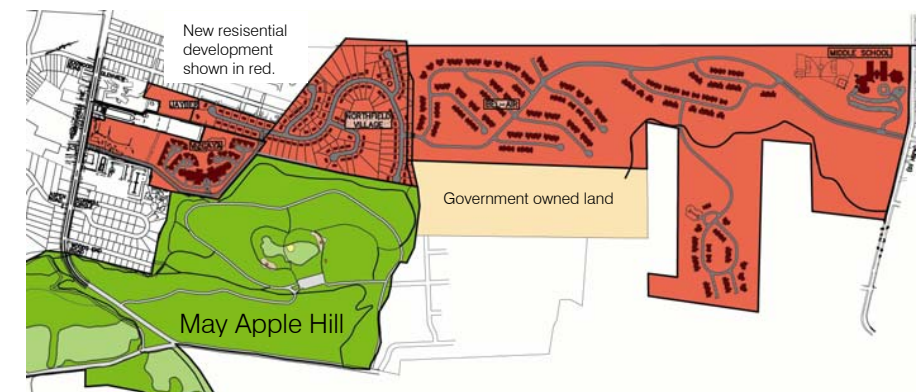 New resisential
development
shown in red.
MIDDLE SCHOOL
BEL-AIR
NORTHFIELD
VILLAGE
Government owned land
May Apple Hill